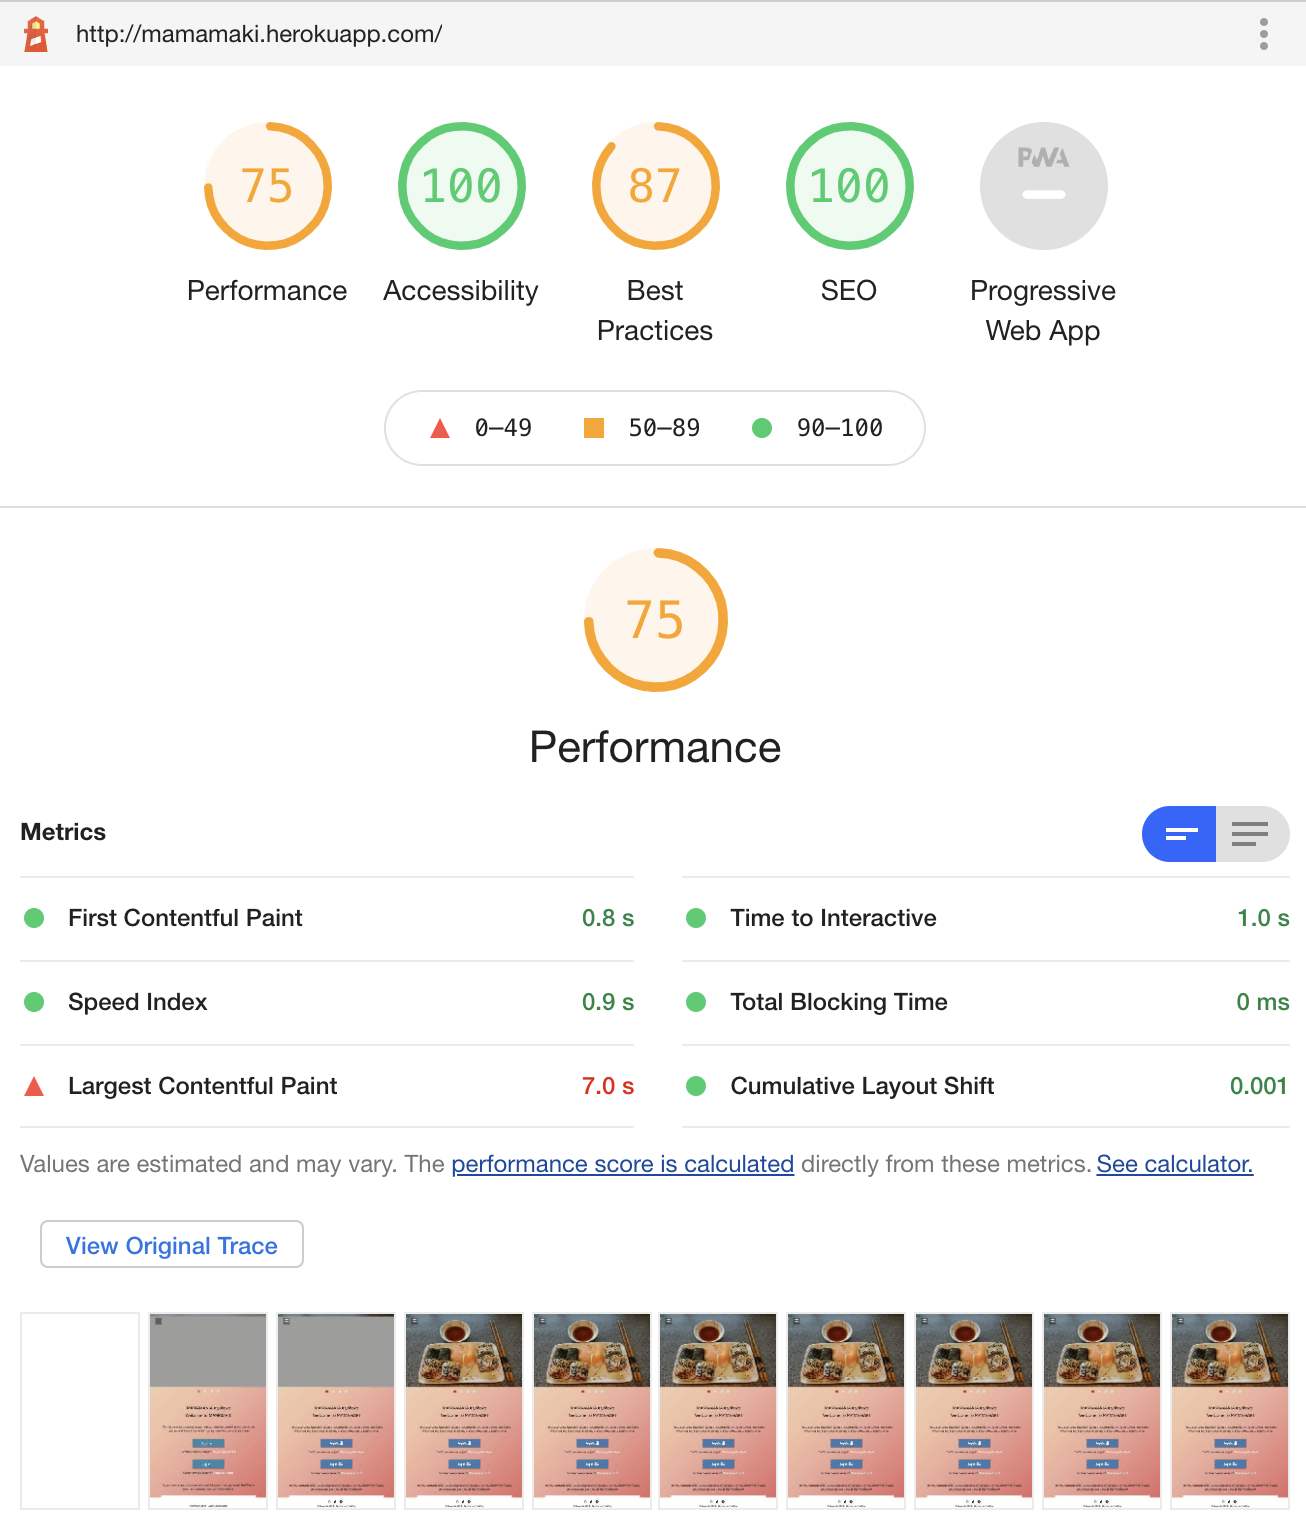 http://mamamaki.herokuapp.com/
75
100
87
100
PWA
Performance
Accessibility
Best
Practices
SEO
Progressive
Web App
0–49
50–89
90–100
75
Performance
Metrics
First Contentful Paint
0.8 s
Time to Interactive
1.0 s
Speed Index
0.9 s
Total Blocking Time
0 ms
Largest Contentful Paint
7.0 s
Cumulative Layout Shift
0.001
Values are estimated and may vary. The performance score is calculated directly from these metrics. See calculator.
View Original Trace